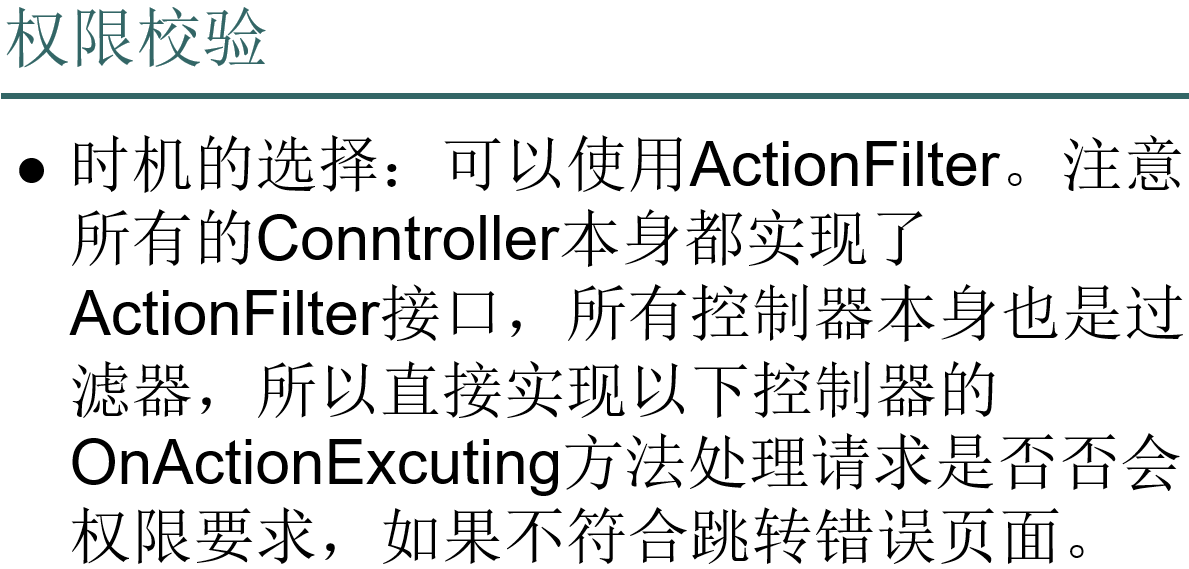 权限校验
● 时机的选择：可以使用ActionFilter。注意
所有的Conntroller本身都实现了
ActionFilter接口，所有控制器本身也是过
滤器，所以直接实现以下控制器的
OnActionExcuting方法处理请求是否否会
权限要求，如果不符合跳转错误页面。